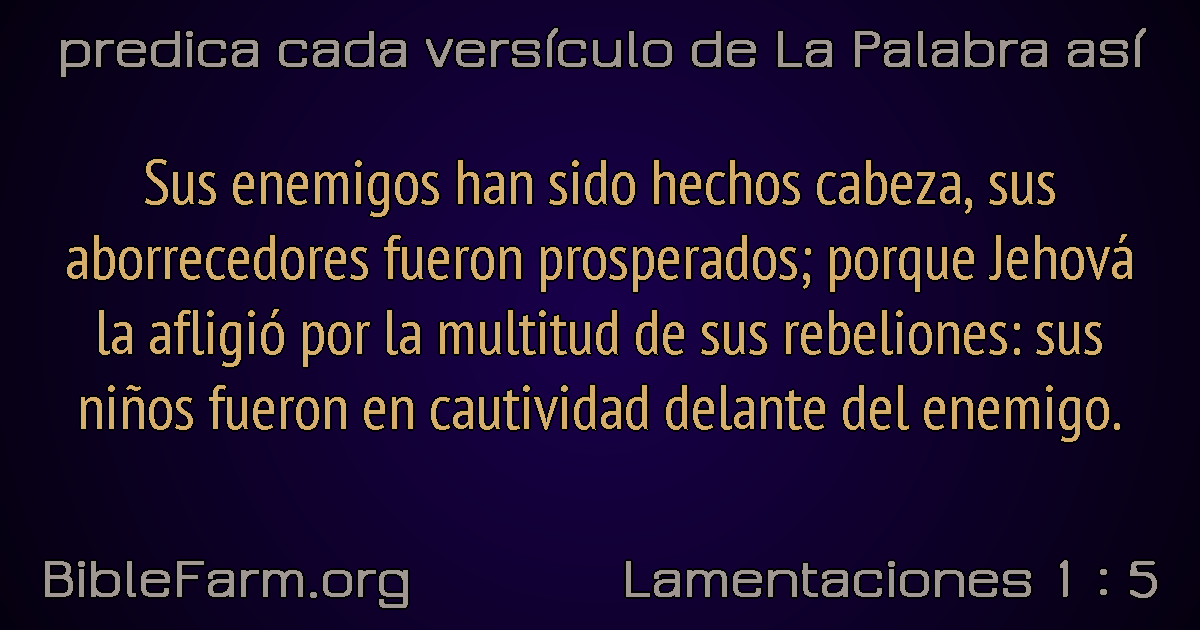 predica cada versículo de La Palabra así
Sus enemigos han sido hechos cabeza, sus
aborrecedores fueron prosperados; porque Jehová
la afligió por la multitud de sus rebeliones: sus
niños fueron en cautividad delante del enemigo.
BibleFarm.org
Lamentaciones 1 : 5